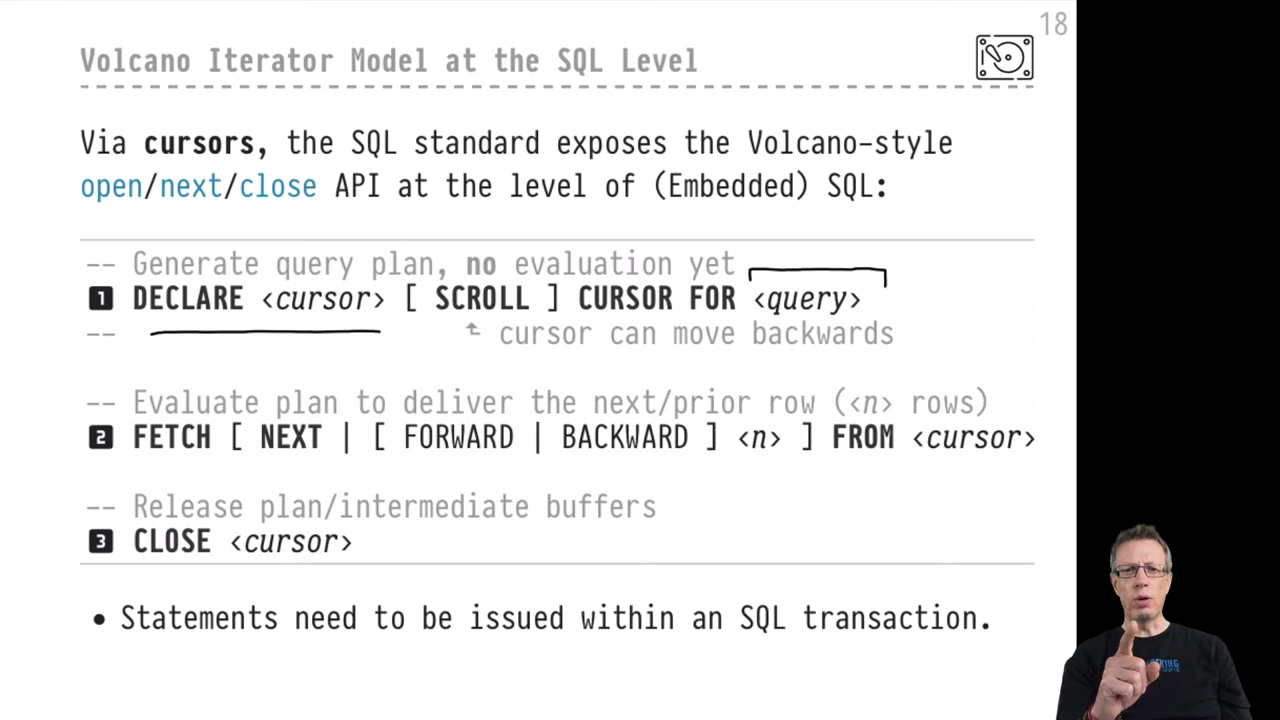 18
Volcano Iterator Model at the SQL Level
Via cursors, the SQL standard exposes the Volcano-style
open/next/close API at the level of (Embedded) SQL:
-- Generate query plan, no evaluation yet
1 DECLARE <cursor> [ SCROLL ] CURSOR FOR <query>
-- ⮤ cursor can move backwards
-- Evaluate plan to deliver the next/prior row (<n> rows)
2 FETCH [ NEXT | [ FORWARD | BACKWARD ] <n> ] FROM <cursor>
-- Release plan/intermediate buffers
3 CLOSE <cursor>
• Statements need to be issued within an SQL transaction.